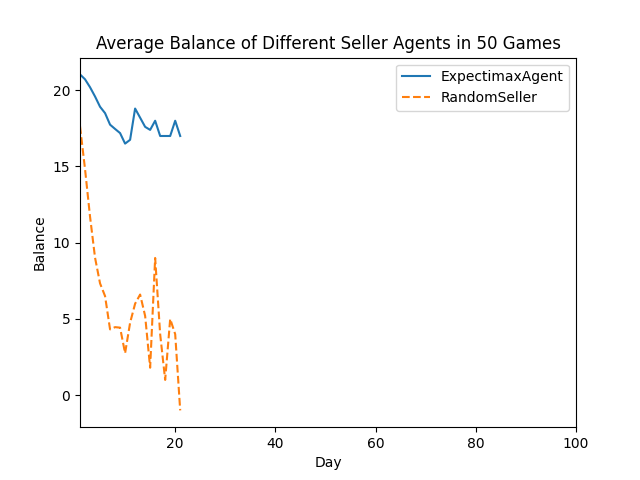 Average Balance of Different Seller Agents in 50 Games
ExpectimaxAgent
RandomSeller
20
15
10
5
0
Balance
20 40 60 80 100
Day